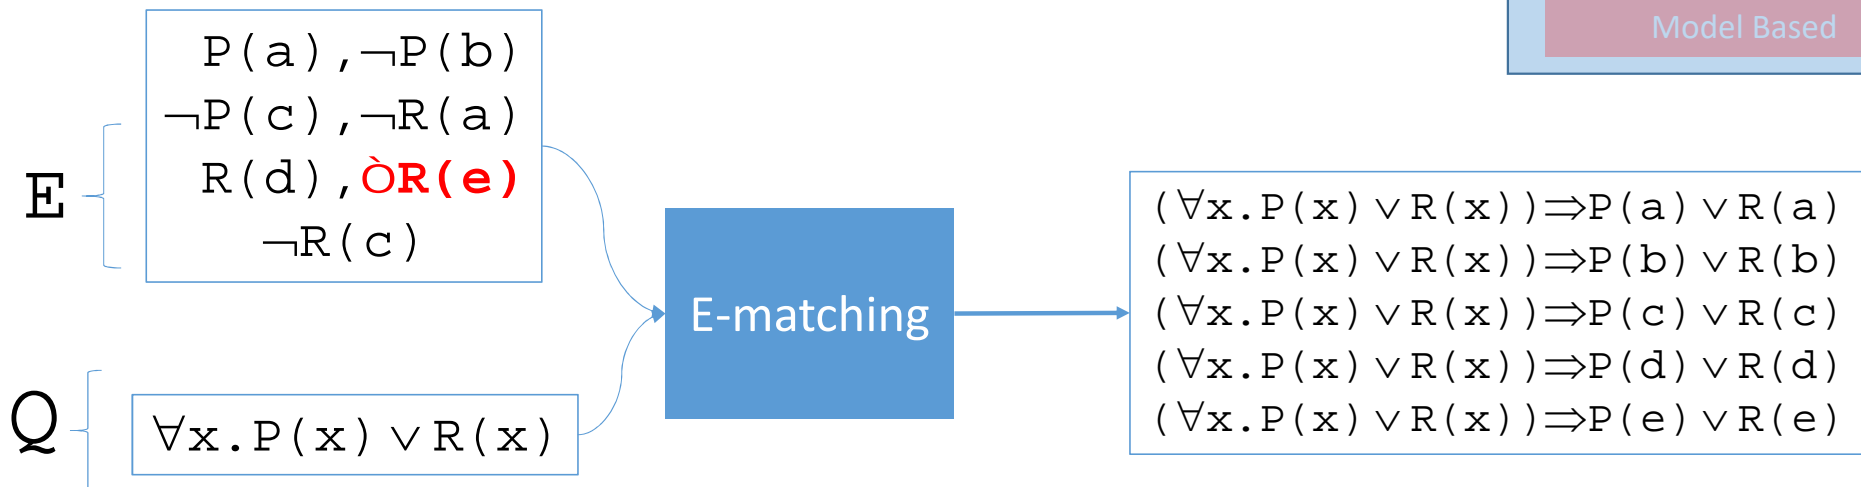 Model Based
P(a),¬P(b)
¬P(c),¬R(a)
R(d),ÒR(e)
¬R(c)
E
E-matching
(∀x.P(x)∨R(x))⇒P(a)∨R(a)
(∀x.P(x)∨R(x))⇒P(b)∨R(b)
(∀x.P(x)∨R(x))⇒P(c)∨R(c)
(∀x.P(x)∨R(x))⇒P(d)∨R(d)
(∀x.P(x)∨R(x))⇒P(e)∨R(e)
Q
∀x.P(x)∨R(x)